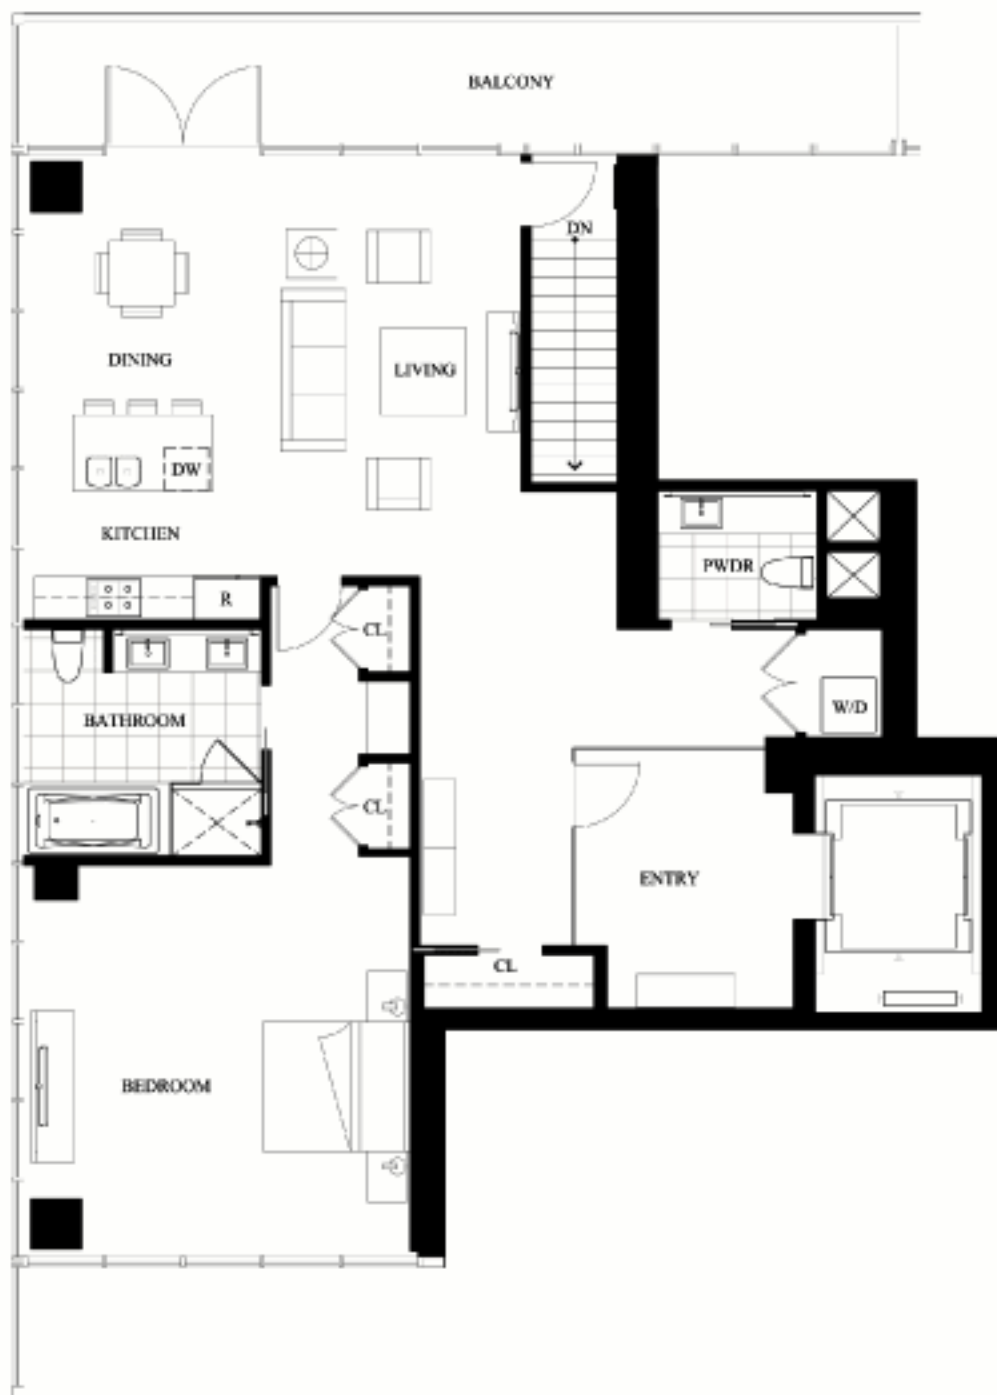 BALCONY
DN
DINING
LIVING
DW
KITCHEN
PWDR
R
CL
BATHROOM
W/D
CL
ENTRY
CL
BEDROOM